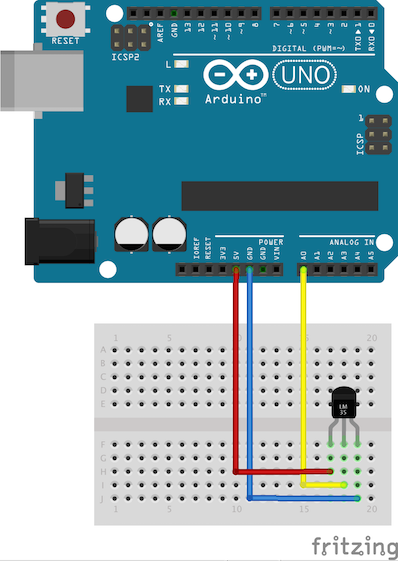 RESET
ICSP2
AREF
GND
13
12
~11
~10
~9
8
7
~6
~5
4
~3
2
TXD▶1
RXD◀0
DIGITAL (PWM=~)
L
TX
RX
UNO
Arduino™
ON
1
ICSP
POWER
ANALOG IN
IOREF
RESET
3V3
5V
GND
GND
VIN
A0
A1
A2
A3
A4
A5
1 5 10 15 20
A
B
C
D
E
LM
35
F
G
H
I
J
1 5 10 15 20
fritzing